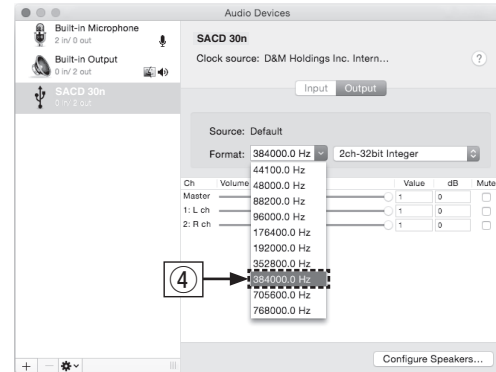 Audio Devices
Built-in Microphone
2 in/ 0 out
Built-in Output
0 in/ 2 out
SACD 30n
0 in/ 2 out
SACD 30n
Clock source: D&M Holdings Inc. Intern...
?
Input Output
Source: Default
Format: 384000.0 Hz 2ch-32bit Integer
44100.0 Hz
48000.0 Hz
88200.0 Hz
96000.0 Hz
176400.0 Hz
192000.0 Hz
352800.0 Hz
④ 384000.0 Hz
705600.0 Hz
768000.0 Hz
Ch Volume Value dB Mute
Master 1 0
1: L ch 1 0
2: R ch 1 0
+ −
Configure Speakers...